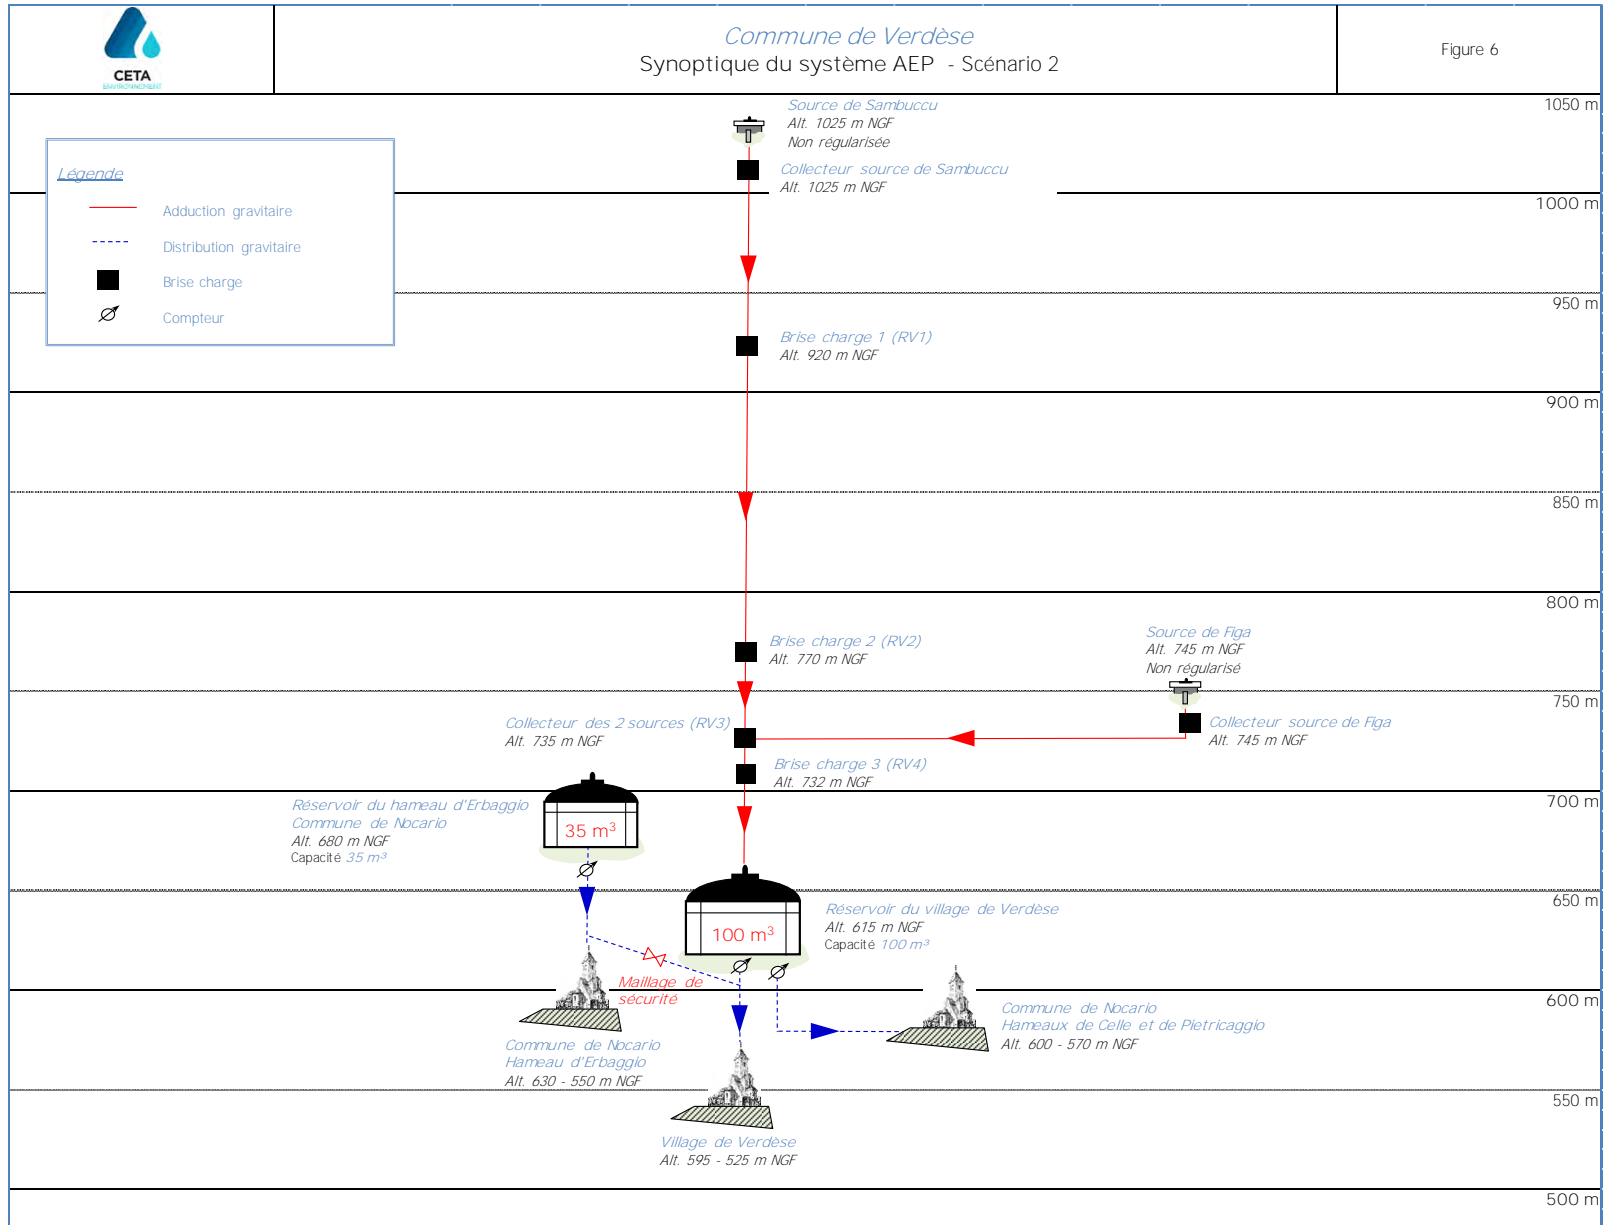 CETA
ENVIRONNEMENT
Commune de Verdèse
Synoptique du système AEP - Scénario 2
Figure 6
1050 m
Source de Sambuccu
Alt. 1025 m NGF
Non régularisée
Collecteur source de Sambuccu
Alt. 1025 m NGF
1000 m
Légende
Adduction gravitaire
Distribution gravitaire
Brise charge
Compteur
950 m
Brise charge 1 (RV1)
Alt. 920 m NGF
900 m
850 m
800 m
Brise charge 2 (RV2)
Alt. 770 m NGF
Source de Figa
Alt. 745 m NGF
Non régularisé
750 m
Collecteur des 2 sources (RV3)
Alt. 735 m NGF
Collecteur source de Figa
Alt. 745 m NGF
Brise charge 3 (RV4)
Alt. 732 m NGF
700 m
Réservoir du hameau d'Erbaggio
Commune de Nocario
Alt. 680 m NGF
Capacité 35 m³
35 m³
650 m
100 m³
Réservoir du village de Verdèse
Alt. 615 m NGF
Capacité 100 m³
Maillage de
sécurité
600 m
Commune de Nocario
Hameaux de Celle et de Pietricaggio
Alt. 600 - 570 m NGF
Commune de Nocario
Hameau d'Erbaggio
Alt. 630 - 550 m NGF
550 m
Village de Verdèse
Alt. 595 - 525 m NGF
500 m